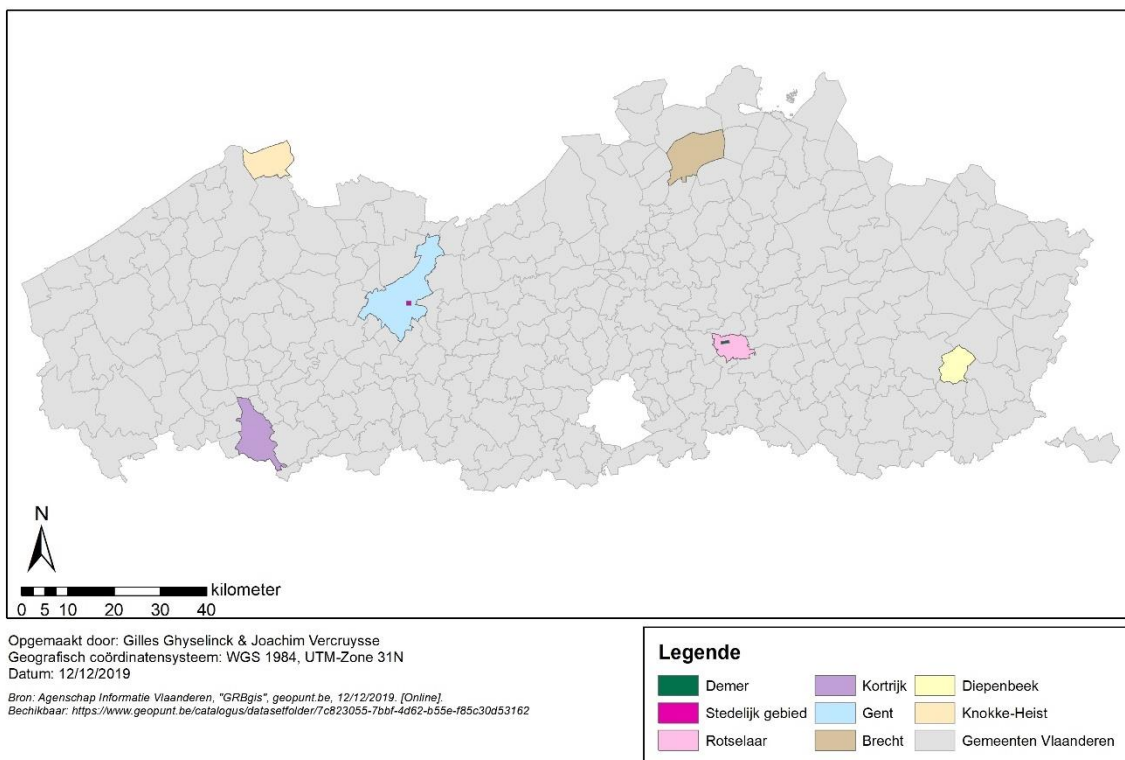 N
kilometer
0 5 10 20 30 40
Opgemaakt door: Gilles Ghyselinck & Joachim Vercruysse
Geografisch coördinatensysteem: WGS 1984, UTM-Zone 31N
Datum: 12/12/2019
Bron: Agenschap Informatie Vlaanderen, "GRBgis", geopunt.be, 12/12/2019. [Online].
Bechikbaar: https://www.geopunt.be/catalogus/datasetfolder/7c823055-7bbf-4d62-b55e-f85c30d53162
Legende
Demer Kortrijk Diepenbeek
Stedelijk gebied Gent Knokke-Heist
Rotselaar Brecht Gemeenten Vlaanderen